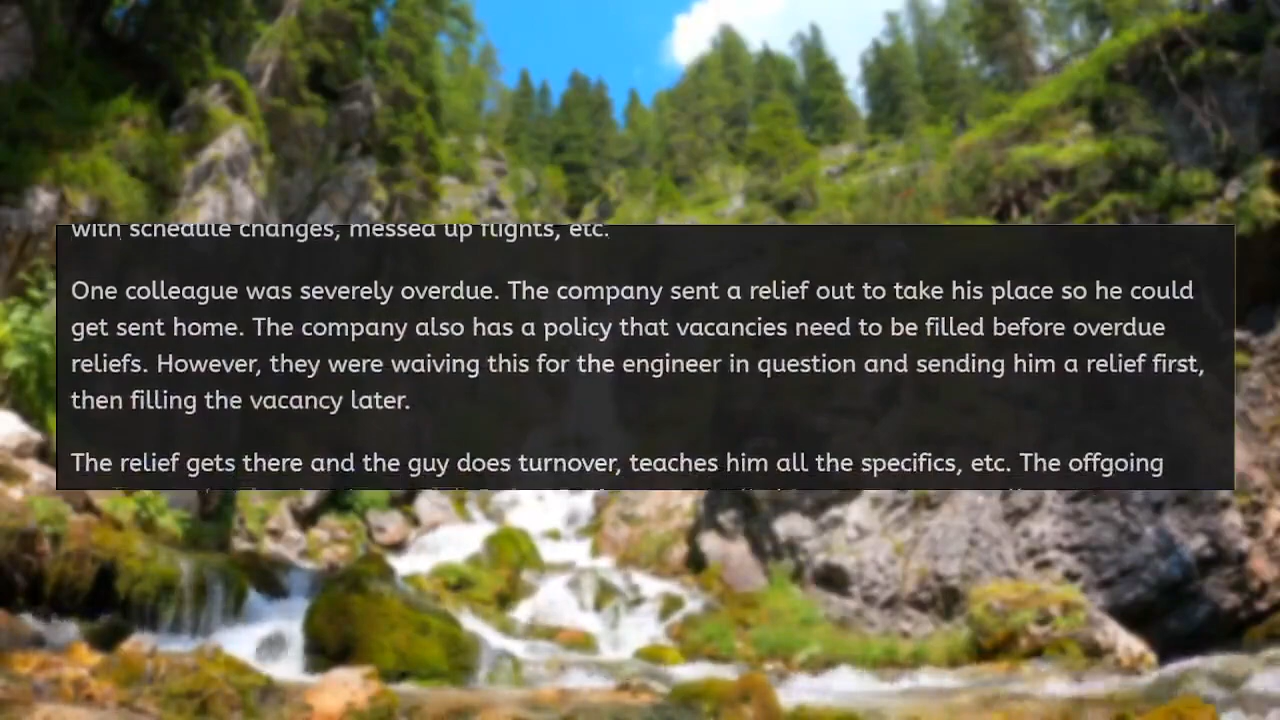 with schedule changes, messed up flights, etc.
One colleague was severely overdue. The company sent a relief out to take his place so he could
get sent home. The company also has a policy that vacancies need to be filled before overdue
reliefs. However, they were waiving this for the engineer in question and sending him a relief first,
then filling the vacancy later.
The relief gets there and the guy does turnover, teaches him all the specifics, etc. The offgoing